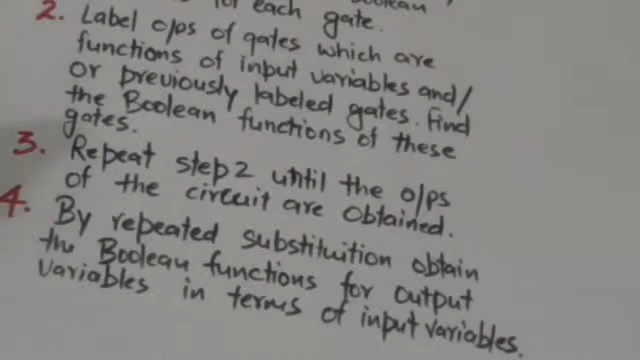 for each gate.
2. Label o/ps of gates which are
functions of input variables and/
or previously labeled gates. Find
the Boolean functions of these
gates.
3. Repeat step 2 until the o/ps
of the circuit are obtained.
4. By repeated substituition obtain
the Boolean functions for output
variables in terms of input variables.